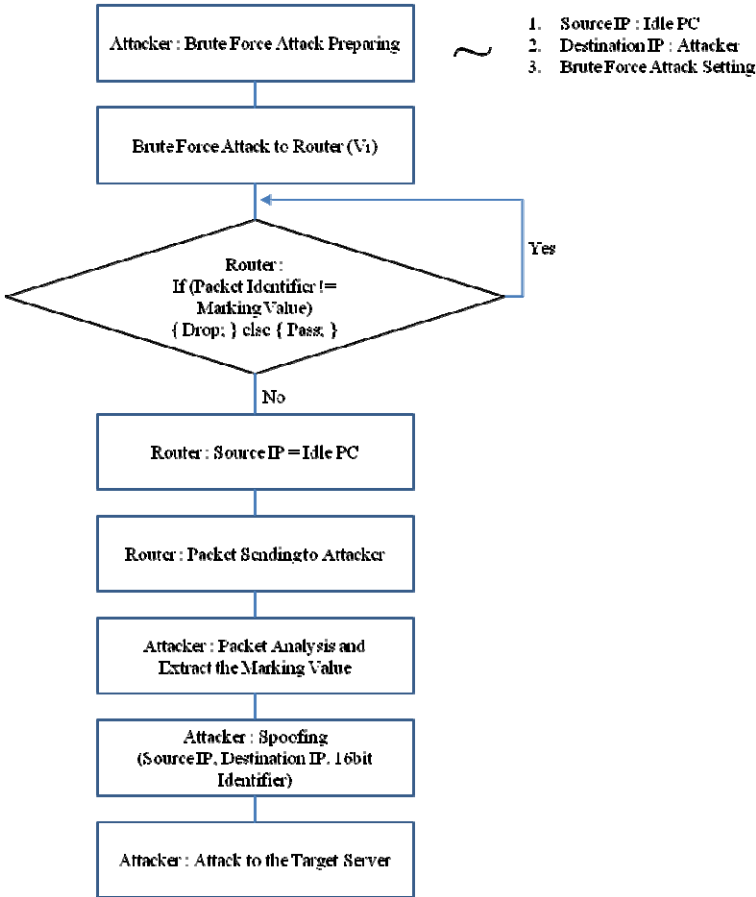 Attacker : Brute Force Attack Preparing
~
1. Source IP : Idle PC
2. Destination IP : Attacker
3. Brute Force Attack Setting
Brute Force Attack to Router (V1)
Yes
Router :
If (Packet Identifier !=
Marking Value)
{ Drop; } else { Pass; }
No
Router : Source IP = Idle PC
Router : Packet Sending to Attacker
Attacker : Packet Analysis and
Extract the Marking Value
Attacker : Spoofing
(Source IP, Destination IP. 16bit
Identifier)
Attacker : Attack to the Target Server